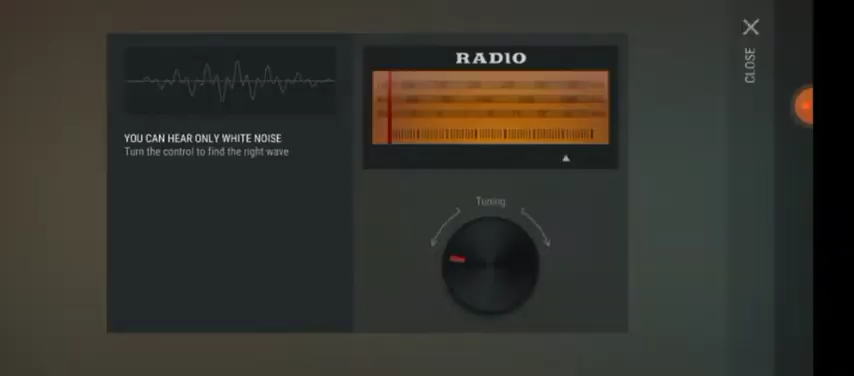 RADIO
CLOSE
YOU CAN HEAR ONLY WHITE NOISE
Turn the control to find the right wave
Tuning